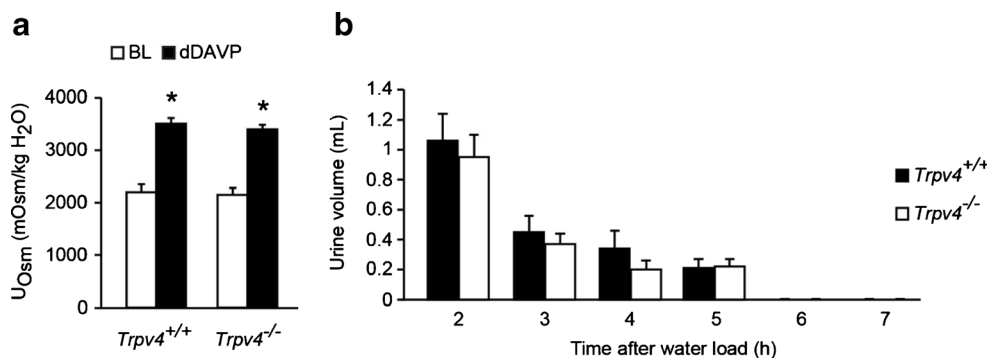 a
BL dDAVP
4000
3000
2000
1000
0
UOsm (mOsm/kg H2O)
* *
Trpv4+/+ Trpv4-/-
b
1.4
1.2
1
0.8
0.6
0.4
0.2
0
Urine volume (mL)
2 3 4 5 6 7
Time after water load (h)
Trpv4+/+
Trpv4-/-